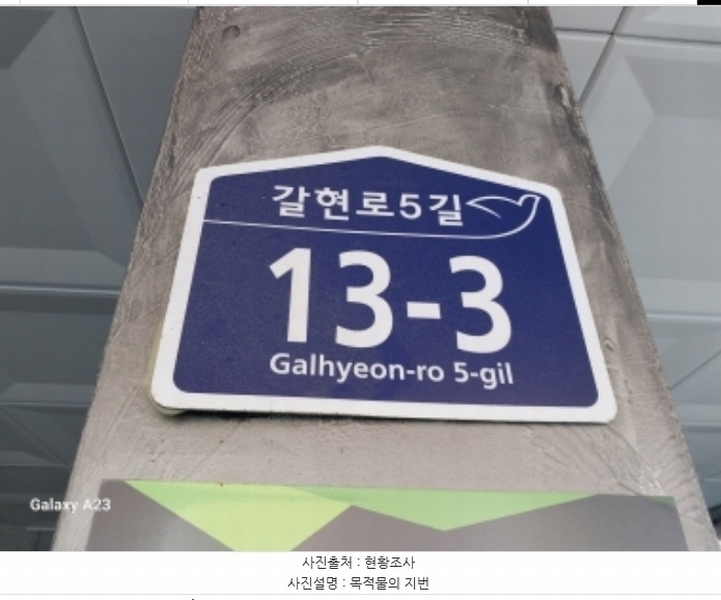 갈현로5길
13-3
Galhyeon-ro 5-gil
Galaxy A23
사진출처 : 현황조사
사진설명 : 목적물의 지번